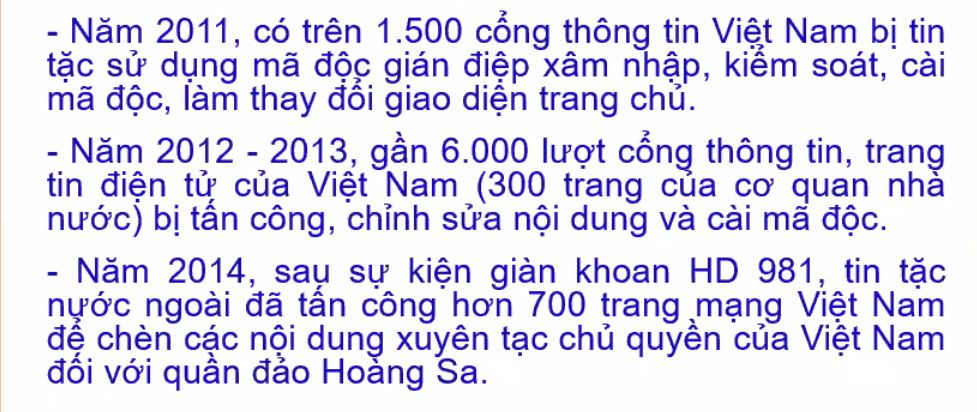 - Năm 2011, có trên 1.500 cổng thông tin Việt Nam bị tin
tặc sử dụng mã độc gián điệp xâm nhập, kiểm soát, cài
mã độc, làm thay đổi giao diện trang chủ.
- Năm 2012 - 2013, gần 6.000 lượt cổng thông tin, trang
tin điện tử của Việt Nam (300 trang của cơ quan nhà
nước) bị tấn công, chỉnh sửa nội dung và cài mã độc.
- Năm 2014, sau sự kiện giàn khoan HD 981, tin tặc
nước ngoài đã tấn công hơn 700 trang mạng Việt Nam
để chèn các nội dung xuyên tạc chủ quyền của Việt Nam
đối với quần đảo Hoàng Sa.